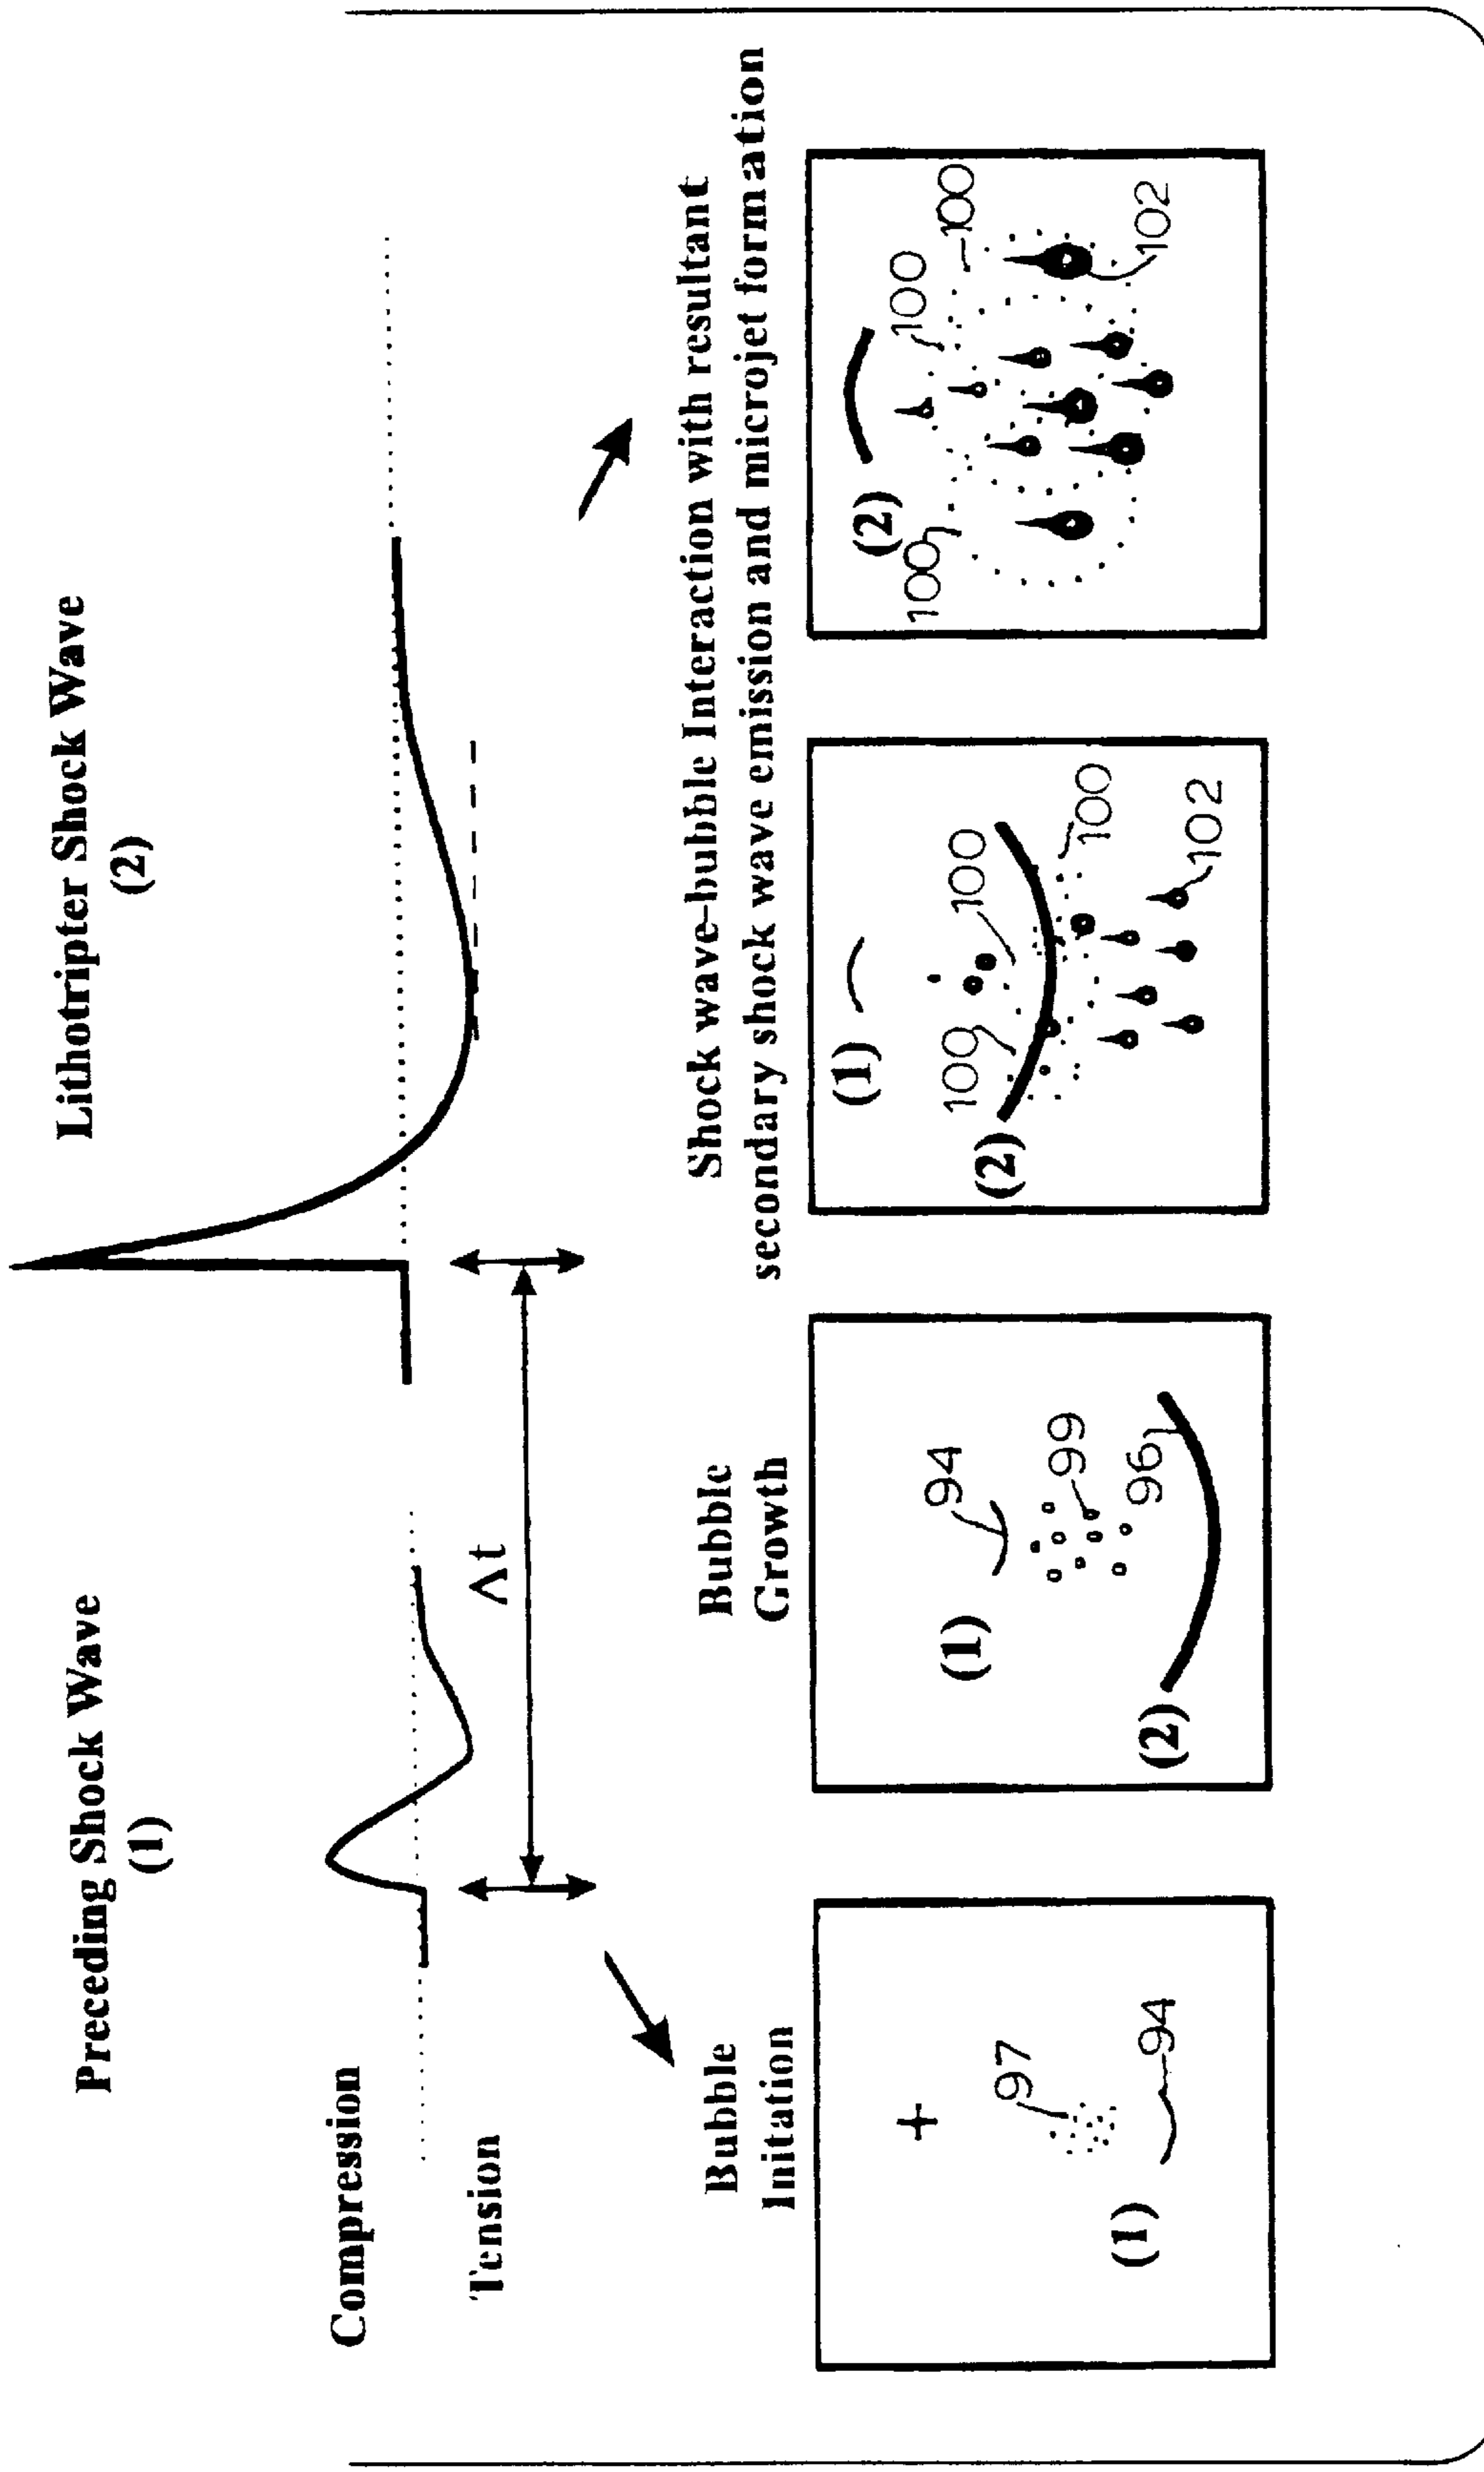 Preceding Shock Wave
(1)
Lithotripter Shock Wave
(2)
Compression
Tension
Δt
Bubble
Initation
Bubble
Growth
Shock wave-bubble Interaction with resultant
secondary shock wave emission and microjet formation
+
97
94
(1)
94
(1)
99
96
(2)
(1)
100
100
100
(2)
102
(2)
100
100
100
102